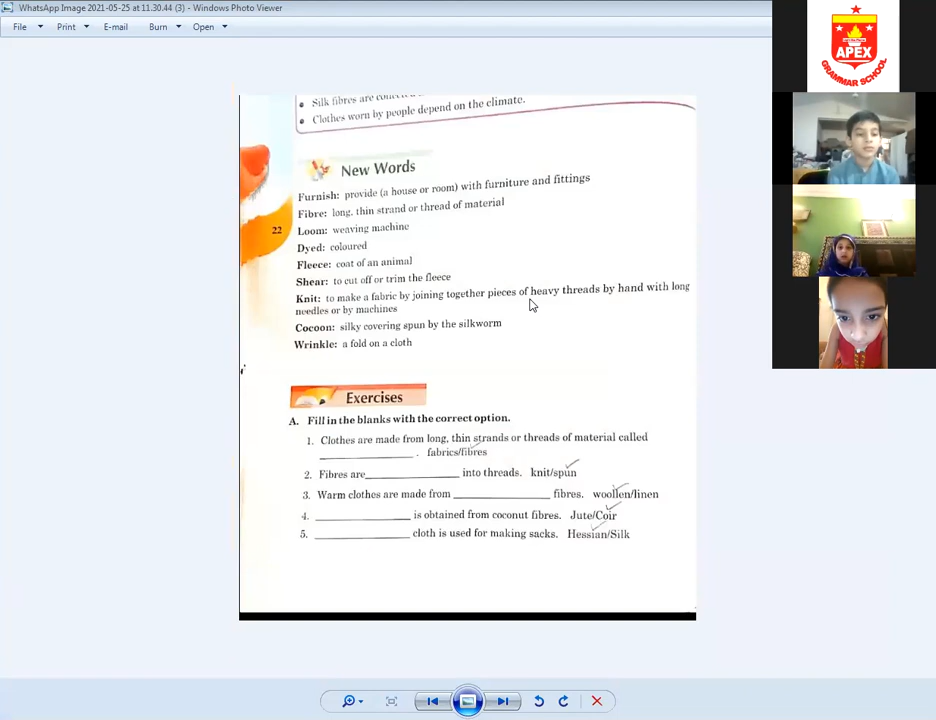 WhatsApp Image 2021-05-25 at 11.30.44 (3) - Windows Photo Viewer
File Print E-mail Burn Open
APEX
GRAMMAR SCHOOL
Silk fibres are
Clothes worn by people depend on the climate.
New Words
Furnish: provide (a house or room) with furniture and fittings
Fibre: long, thin strand or thread of material
22
Loom: weaving machine
Dyed: coloured
Fleece: coat of an animal
Shear: to cut off or trim the fleece
Knit: to make a fabric by joining together pieces of heavy threads by hand with long
needles or by machines
Cocoon: silky covering spun by the silkworm
Wrinkle: a fold on a cloth
Exercises
A. Fill in the blanks with the correct option.
1. Clothes are made from long, thin strands or threads of material called
____________ . fabrics/fibres
2. Fibres are____________ into threads. knit/spun
3. Warm clothes are made from ____________ fibres. woollen/linen
4. ____________ is obtained from coconut fibres. Jute/Coir
5. ____________ cloth is used for making sacks. Hessian/Silk